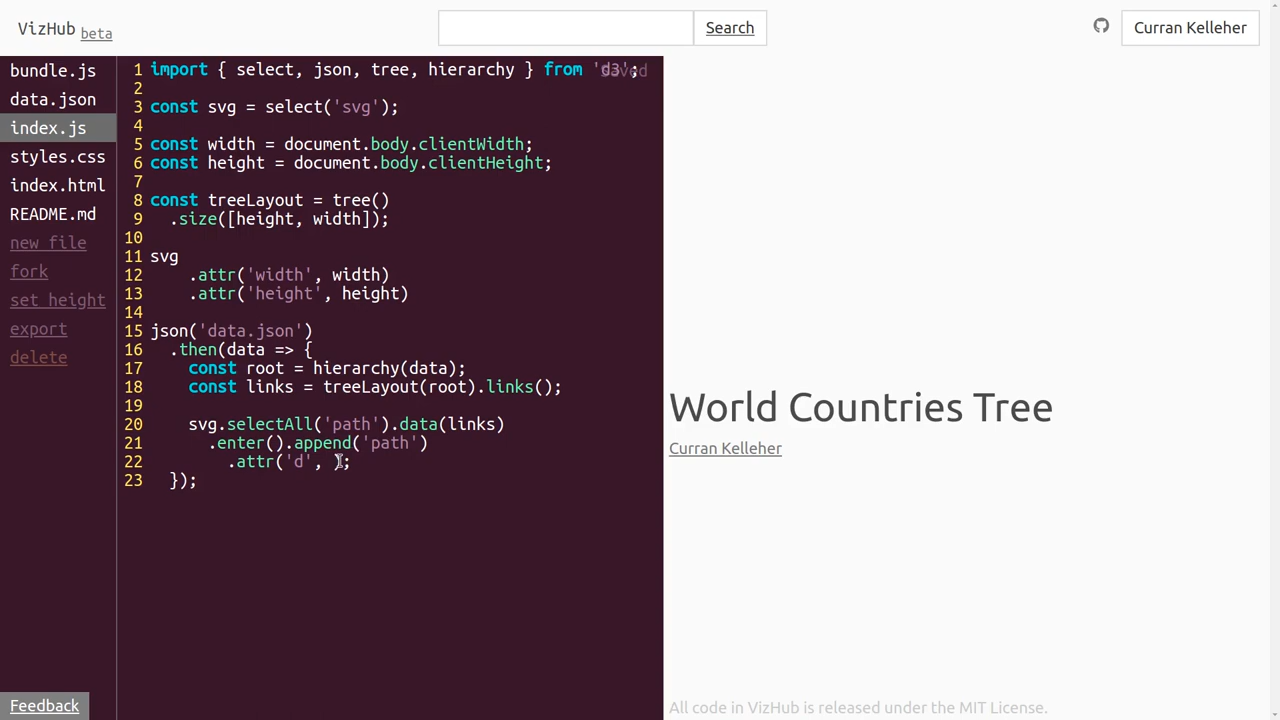 VizHub beta
Search
Curran Kelleher
bundle.js
data.json
index.js
styles.css
index.html
README.md
new file
fork
set height
export
delete
Feedback
1 import { select, json, tree, hierarchy } from 'd3';
saved
2
3 const svg = select('svg');
4
5 const width = document.body.clientWidth;
6 const height = document.body.clientHeight;
7
8 const treeLayout = tree()
9   .size([height, width]);
10
11 svg
12     .attr('width', width)
13     .attr('height', height)
14
15 json('data.json')
16   .then(data => {
17     const root = hierarchy(data);
18     const links = treeLayout(root).links();
19
20     svg.selectAll('path').data(links)
21       .enter().append('path')
22         .attr('d', );
23   });
World Countries Tree
Curran Kelleher
All code in VizHub is released under the MIT License.